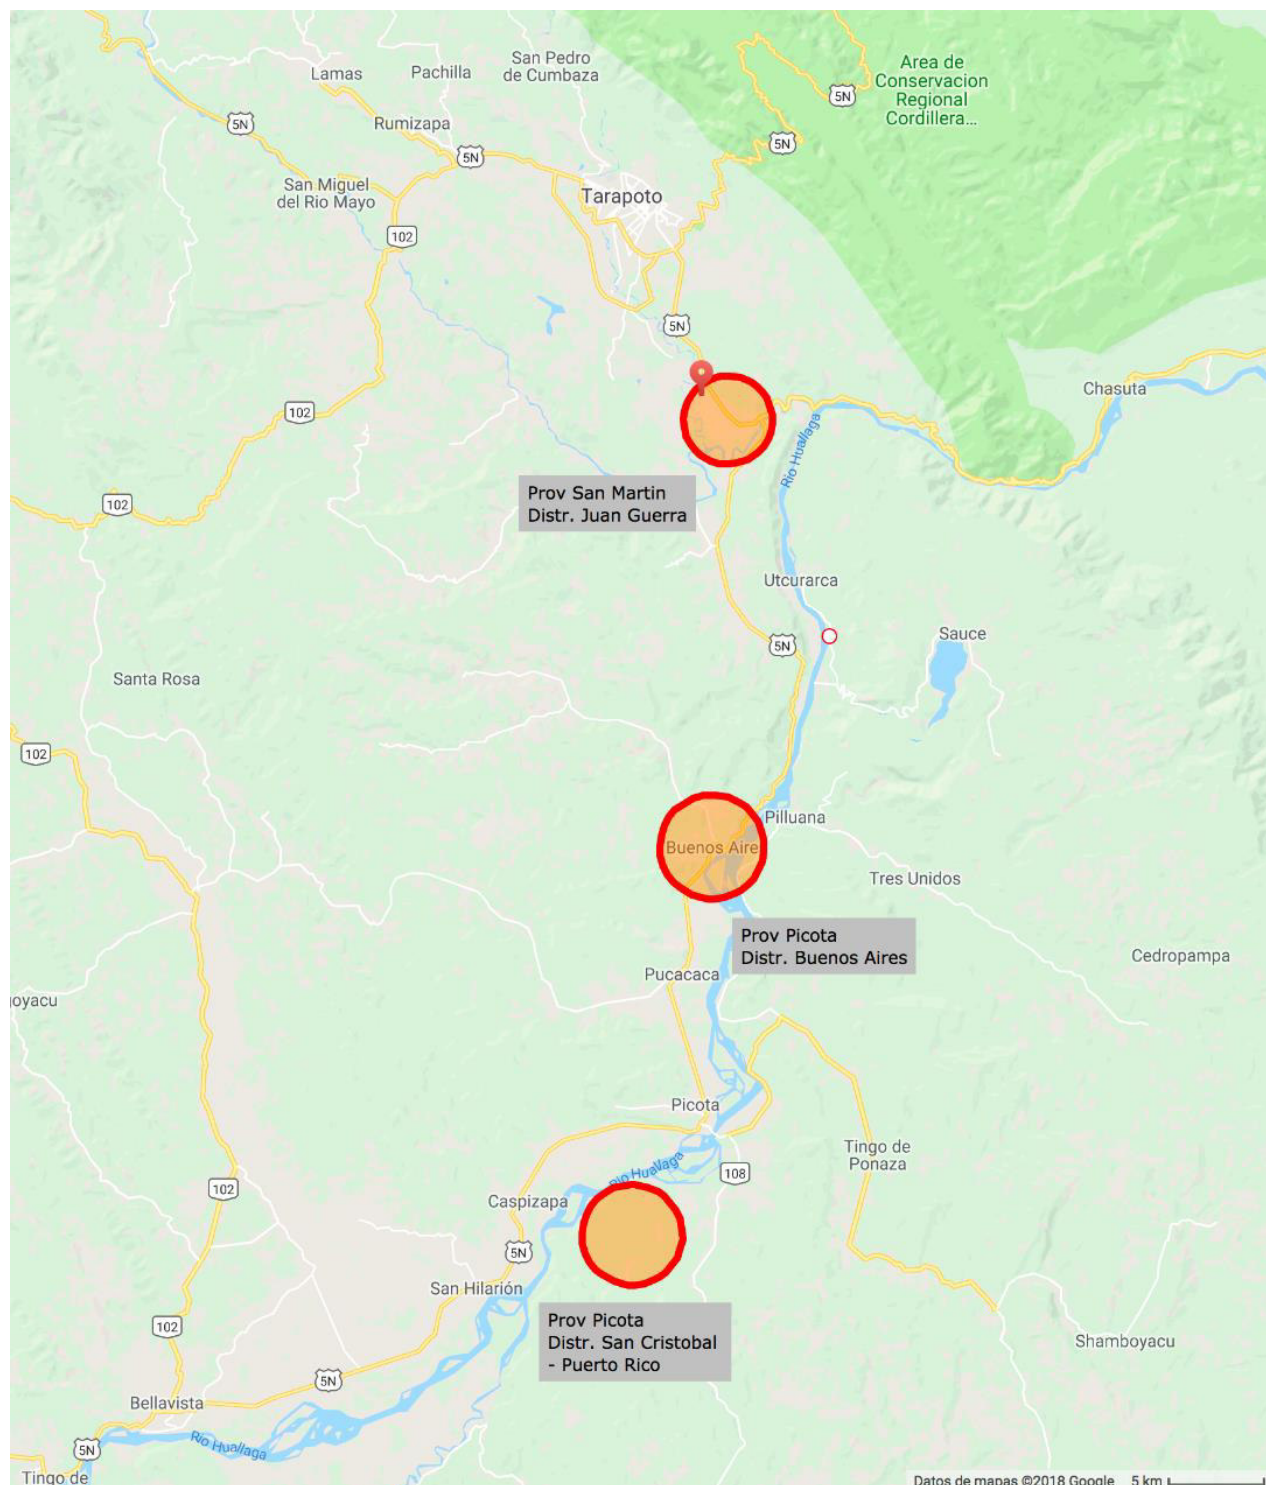 San Pedro
de Cumbaza
Lamas
Pachilla
Area de
Conservacion
Regional
Cordillera...
5N
5N
Rumizapa
5N
5N
San Miguel
del Rio Mayo
Tarapoto
102
5N
Chasuta
102
Rio Huallaga
Prov San Martin
Distr. Juan Guerra
102
Utcurarca
Sauce
5N
Santa Rosa
102
Pilluana
Buenos Aire
Tres Unidos
Prov Picota
Distr. Buenos Aires
Cedropampa
Pucacaca
goyacu
Picota
Tingo de
Ponaza
Rio Huallaga
108
102
Caspizapa
5N
San Hilarión
Prov Picota
Distr. San Cristobal
- Puerto Rico
102
Shamboyacu
5N
Bellavista
Rio Huallaga
5N
Tingo de
Datos de mapas ©2018 Google 5 km